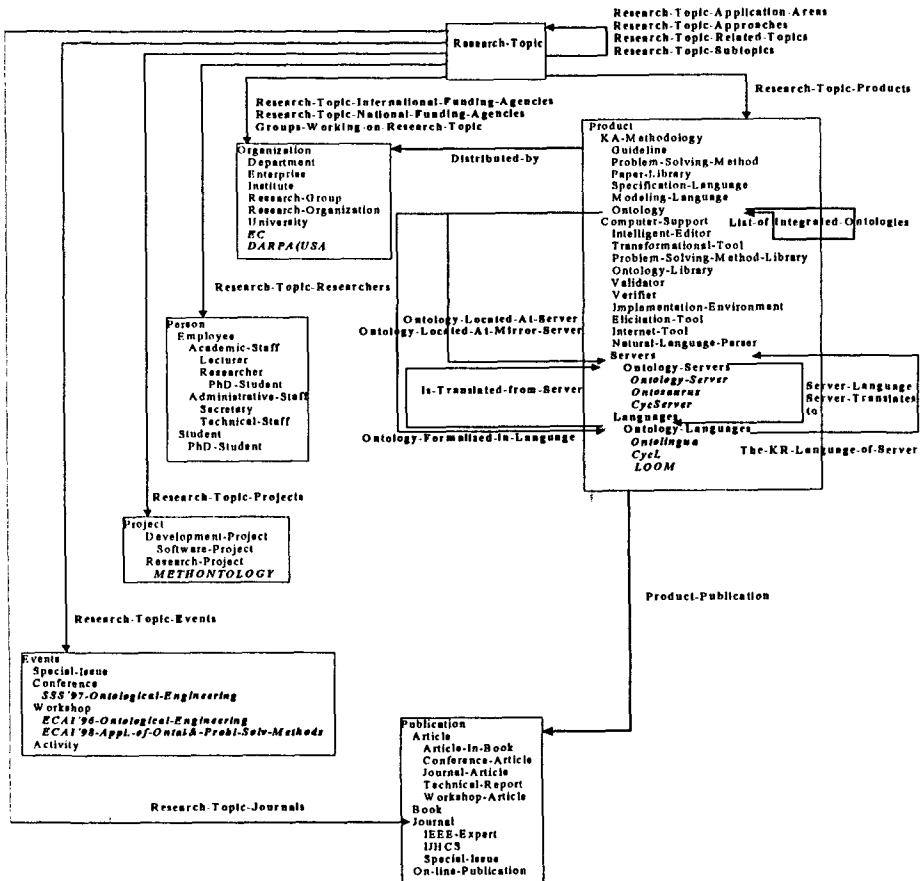 Research-Topic-Application-Areas
Research-Topic-Approaches
Research-Topic-Related-Topics
Research-Topic-Subtopics
Research-Topic
Research-Topic-Products
Research-Topic-International-Funding-Agencies
Research-Topic-National-Funding-Agencies
Groups-Working-on-Research-Topic
Organization
Department
Enterprise
Institute
Research-Group
Research-Organization
University
EC
DARPA(USA
Distributed-by
Product
KA-Methodology
Guideline
Problem-Solving-Method
Paper-Library
Specification-Language
Modeling-Language
Ontology
Computer-Support
Intelligent-Editor
Transformational-Tool
Problem-Solving-Method-Library
Ontology-Library
Validator
Verifier
Implementation-Environment
Elicitation-Tool
Internet-Tool
Natural-Language-Parser
Servers
Ontology-Servers
Ontology-Server
Ontosaurus
CycServer
Languages
Ontology-Languages
Ontolingua
CycL
LOOM
List-of-Integrated-Ontologies
Research-Topic-Researchers
Ontology-Located-At-Server
Ontology-Located-At-Mirror-Server
Is-Translated-from-Server
Ontology-Formalized-in-Language
Server-Language
Server-Translates-
to
The-KR-Language-of-Server
Person
Employee
Academic-Staff
Lecturer
Researcher
PhD-Student
Administrative-Staff
Secretary
Technical-Staff
Student
PhD-Student
Research-Topic-Projects
Project
Development-Project
Software-Project
Research-Project
METHONTOLOGY
Product-Publication
Research-Topic-Events
Events
Special-Issue
Conference
SSS'97-Ontological-Engineering
Workshop
ECAI'96-Ontological-Engineering
ECAI'98-Appl.-of-Ontol.&-Probl-Solv-Methods
Activity
Research-Topic-Journals
Publication
Article
Article-In-Book
Conference-Article
Journal-Article
Technical-Report
Workshop-Article
Book
Journal
IEEE-Expert
IJHCS
Special-Issue
On-line-Publication